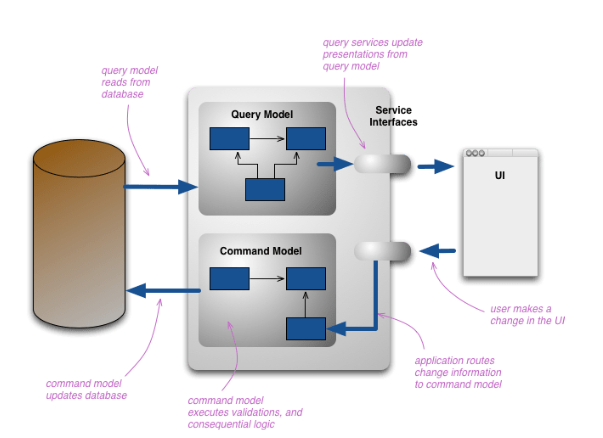 query services update
presentations from
query model
query model
reads from
database
Query Model
Service
Interfaces
UI
Command Model
user makes a
change in the UI
application routes
change information
to command model
command model
updates database
command model
executes validations, and
consequential logic